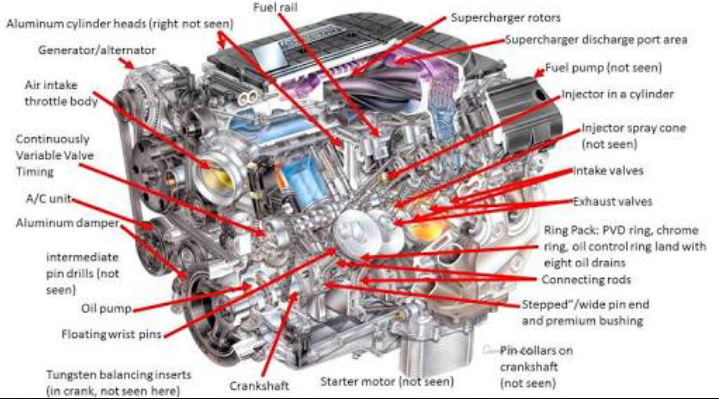 Fuel rail
Aluminum cylinder heads (right not seen)
Supercharger rotors
Generator/alternator
Supercharger discharge port area
Fuel pump (not seen)
Air intake
throttle body
Injector in a cylinder
Continuously
Variable Valve
Timing
Injector spray cone
(not seen)
Intake valves
A/C unit
Exhaust valves
Aluminum damper
Ring Pack: PVD ring, chrome
ring, oil control ring land with
eight oil drains
intermediate
pin drills (not
seen)
Connecting rods
Oil pump
Stepped"/wide pin end
and premium bushing
Floating wrist pins
Pin collars on
crankshaft
(not seen)
Tungsten balancing inserts
(in crank, not seen here)
Crankshaft
Starter motor (not seen)